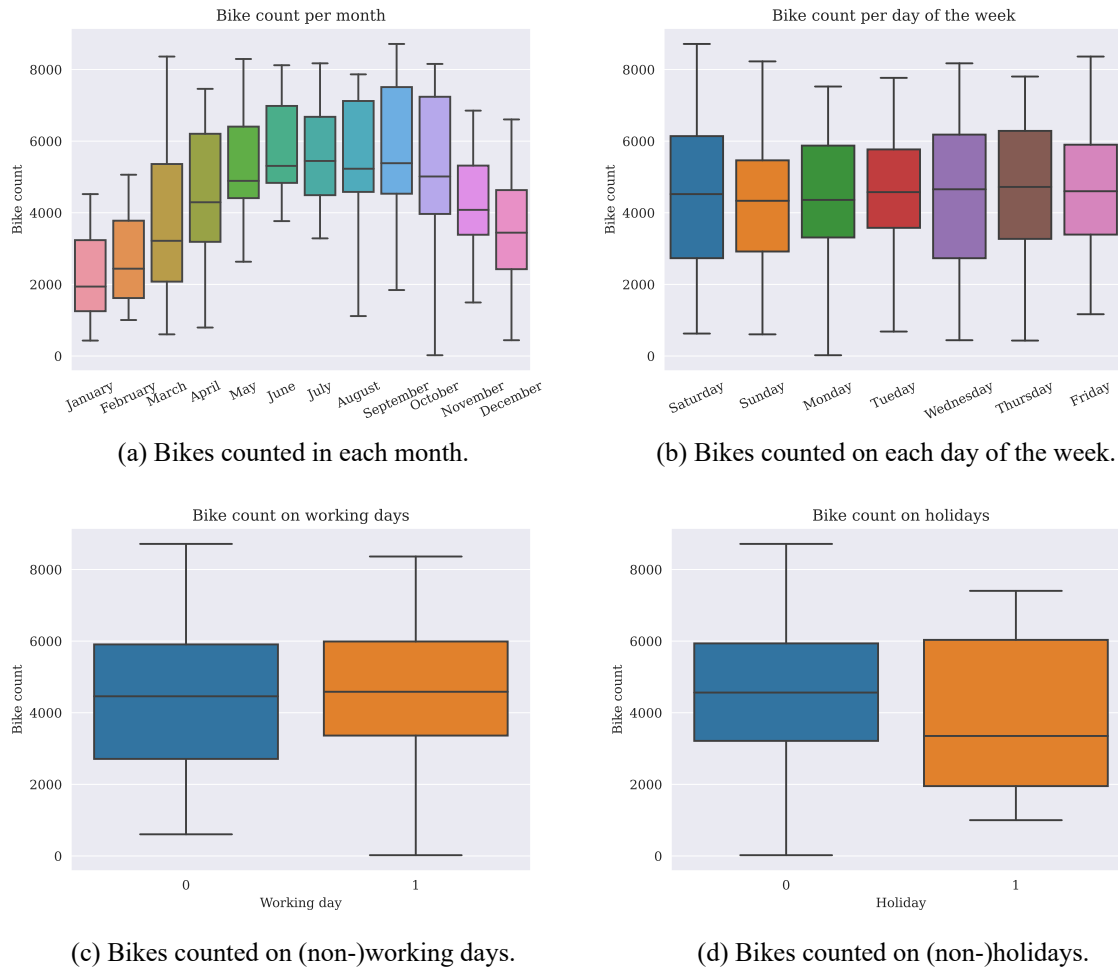 Bike count per month
Bike count
8000
6000
4000
2000
0
January
February
March
April
May
June
July
August
September
October
November
December
(a) Bikes counted in each month.
Bike count per day of the week
Bike count
8000
6000
4000
2000
0
Saturday
Sunday
Monday
Tueday
Wednesday
Thursday
Friday
(b) Bikes counted on each day of the week.
Bike count on working days
Bike count
8000
6000
4000
2000
0
0
1
Working day
(c) Bikes counted on (non-)working days.
Bike count on holidays
Bike count
8000
6000
4000
2000
0
0
1
Holiday
(d) Bikes counted on (non-)holidays.